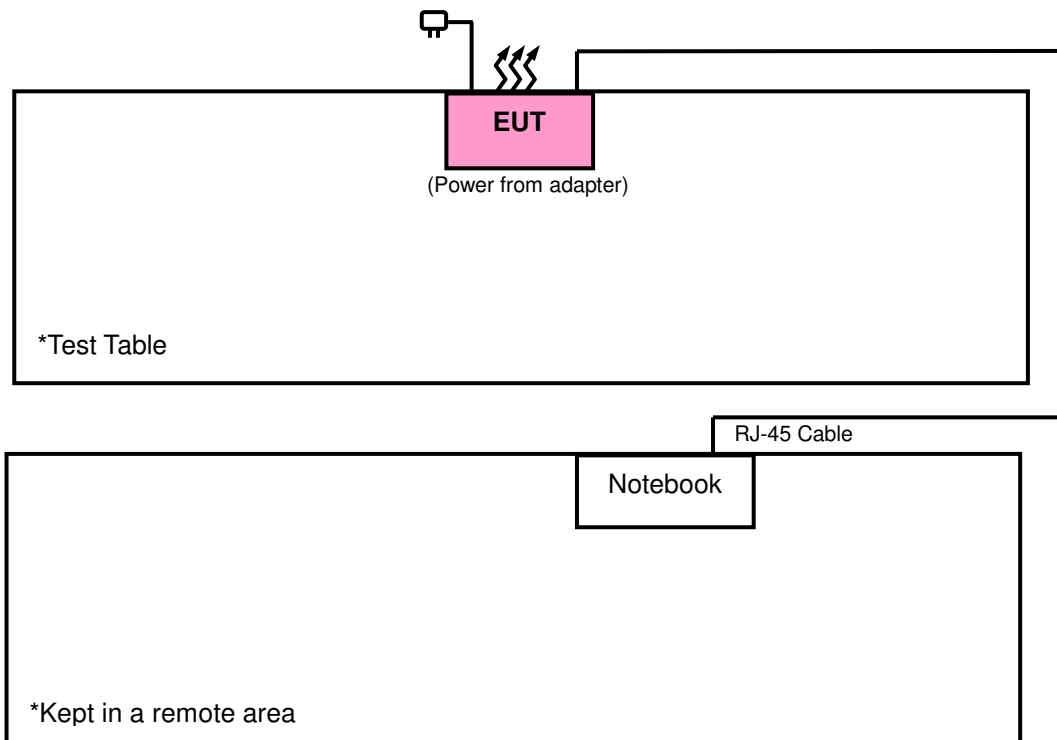 EUT
(Power from adapter)
*Test Table
RJ-45 Cable
Notebook
*Kept in a remote area